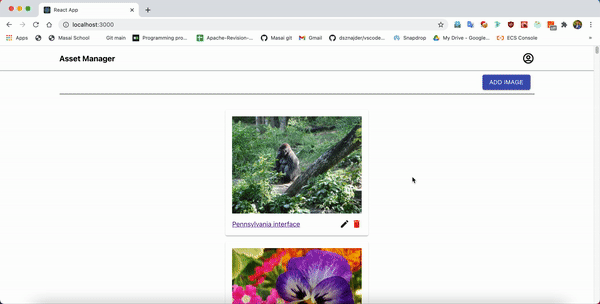 React App
localhost:3000
Apps
Masai School
Git main
Programming pro...
Apache-Revision-...
Masai git
Gmail
dsznajder/vscode...
Snapdrop
My Drive - Google...
ECS Console
Asset Manager
ADD IMAGE
Pennsylvania interface